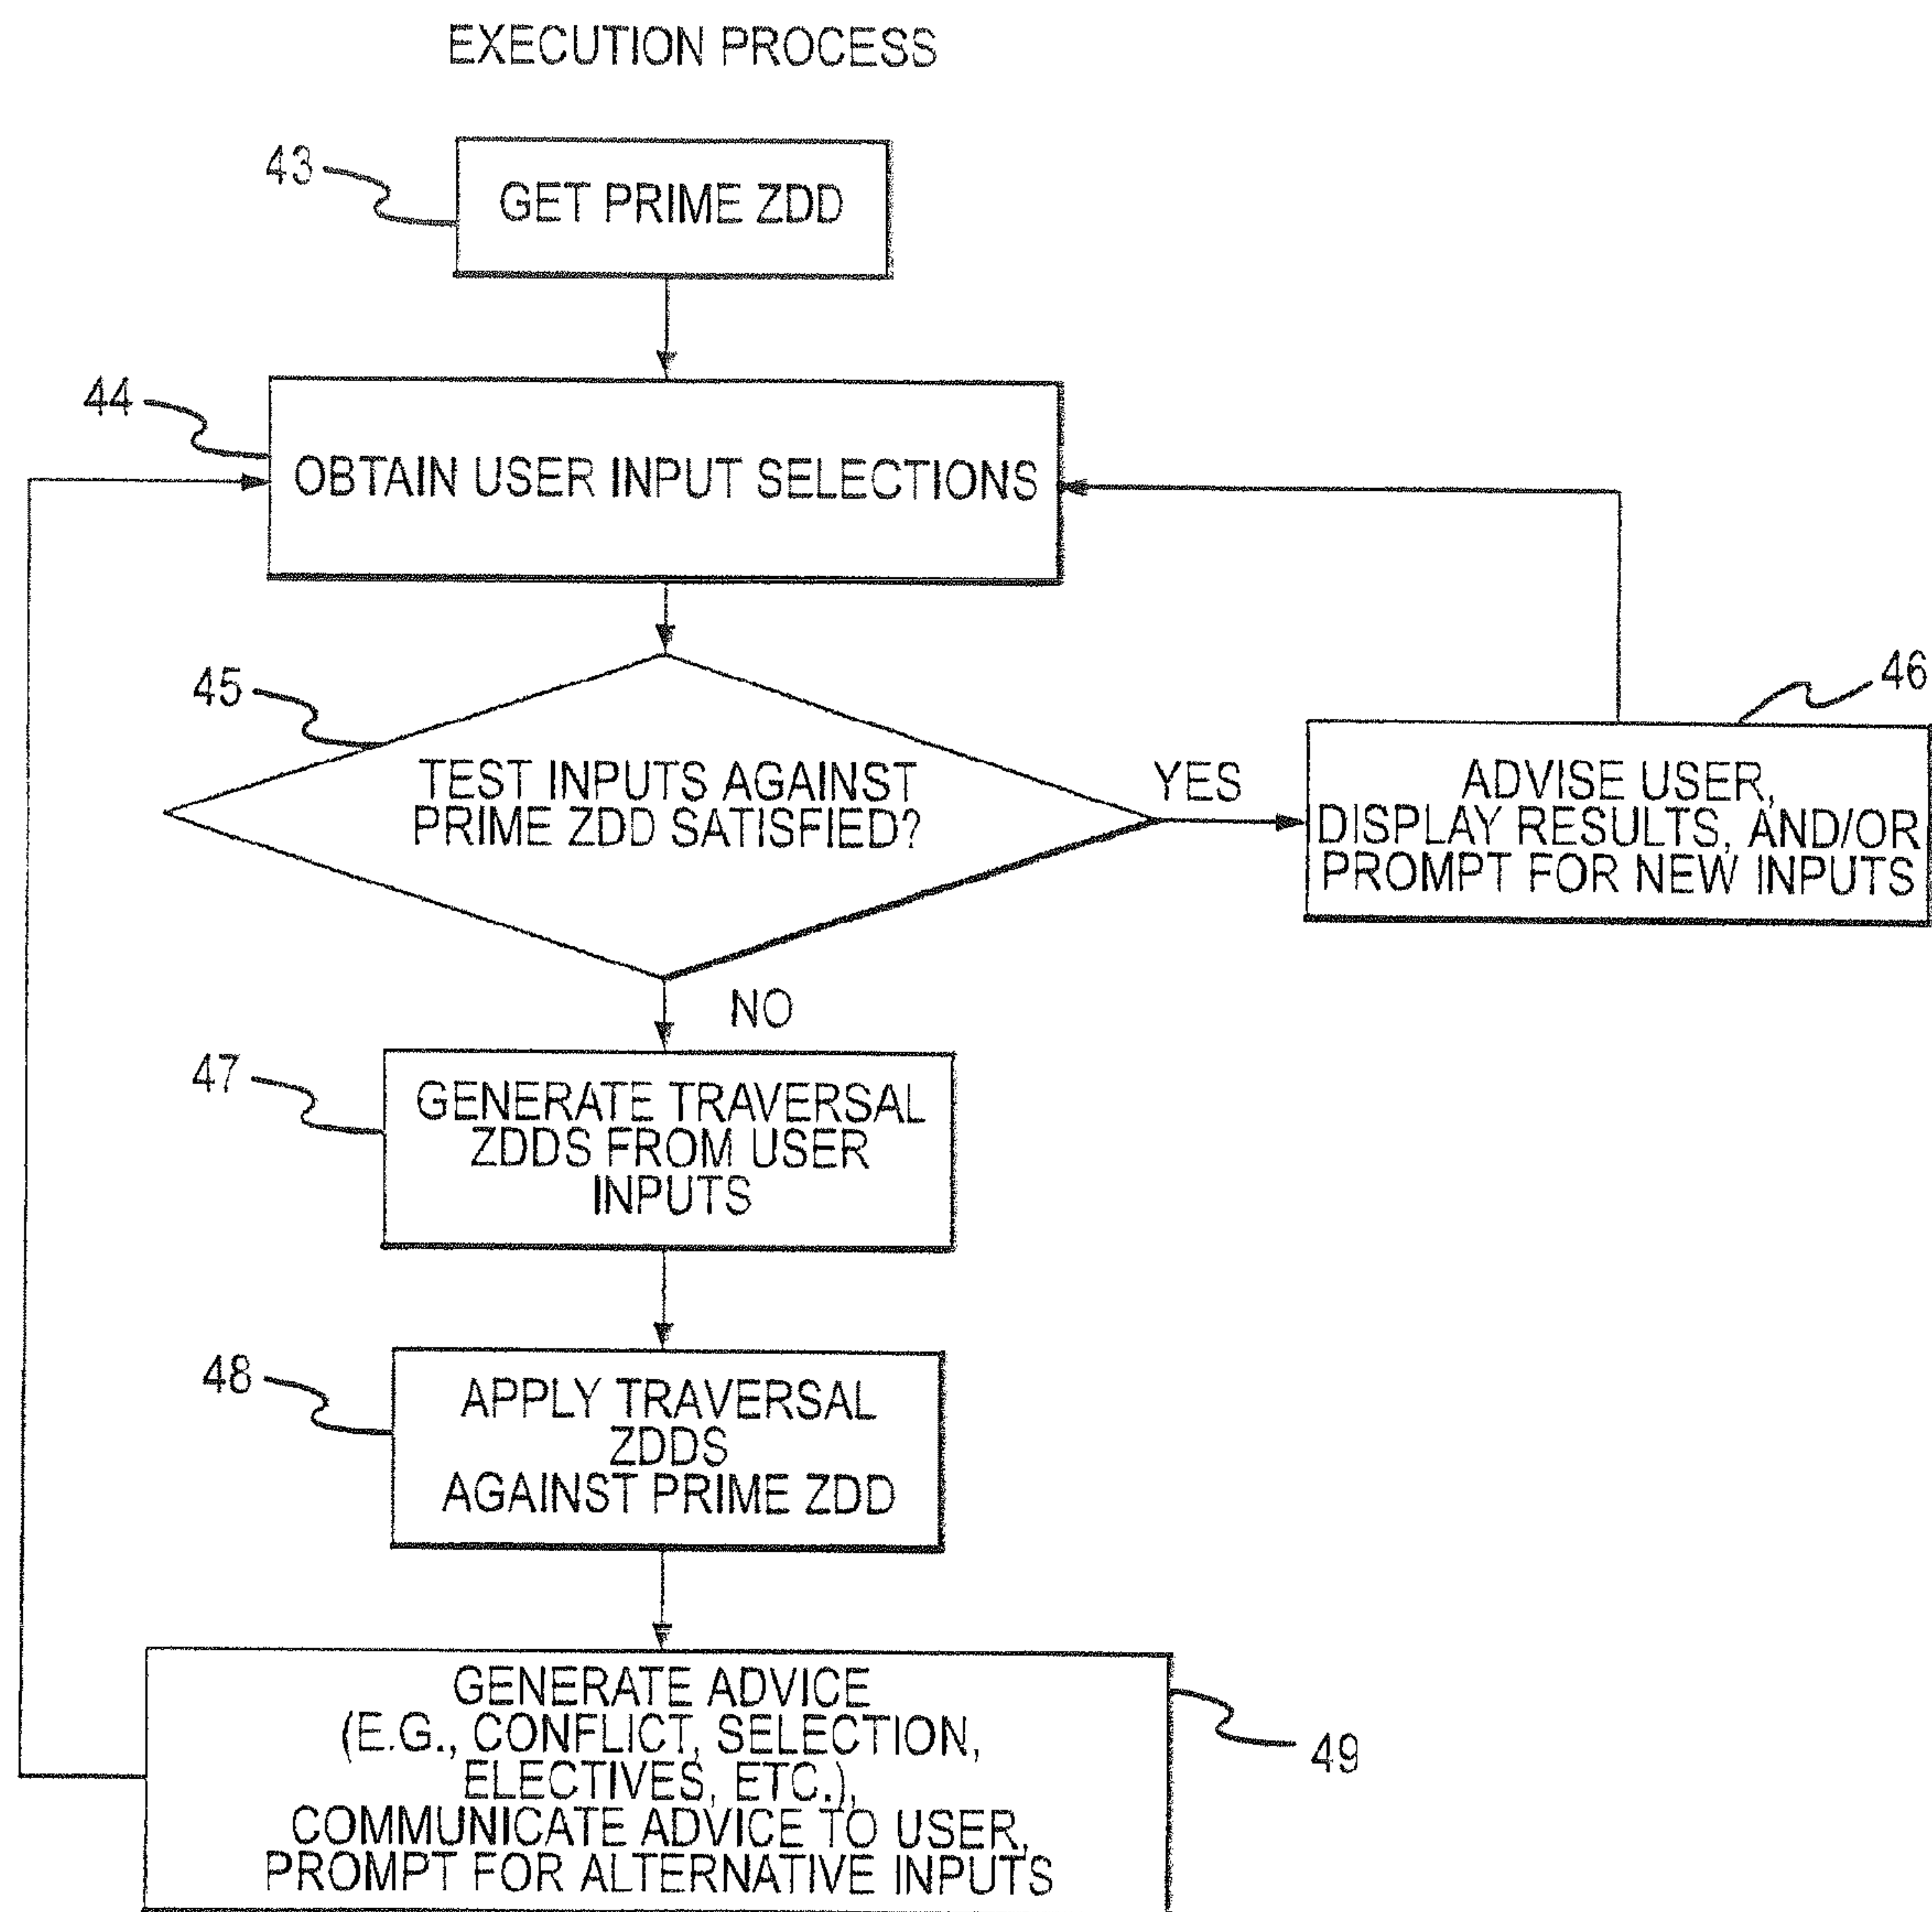 EXECUTION PROCESS
43
GET PRIME ZDD
44
OBTAIN USER INPUT SELECTIONS
45
TEST INPUTS AGAINST
PRIME ZDD SATISFIED?
YES
46
ADVISE USER,
DISPLAY RESULTS, AND/OR
PROMPT FOR NEW INPUTS
NO
47
GENERATE TRAVERSAL
ZDDS FROM USER
INPUTS
48
APPLY TRAVERSAL
ZDDS
AGAINST PRIME ZDD
GENERATE ADVICE
(E.G., CONFLICT, SELECTION,
ELECTIVES, ETC.),
COMMUNICATE ADVICE TO USER,
PROMPT FOR ALTERNATIVE INPUTS
49